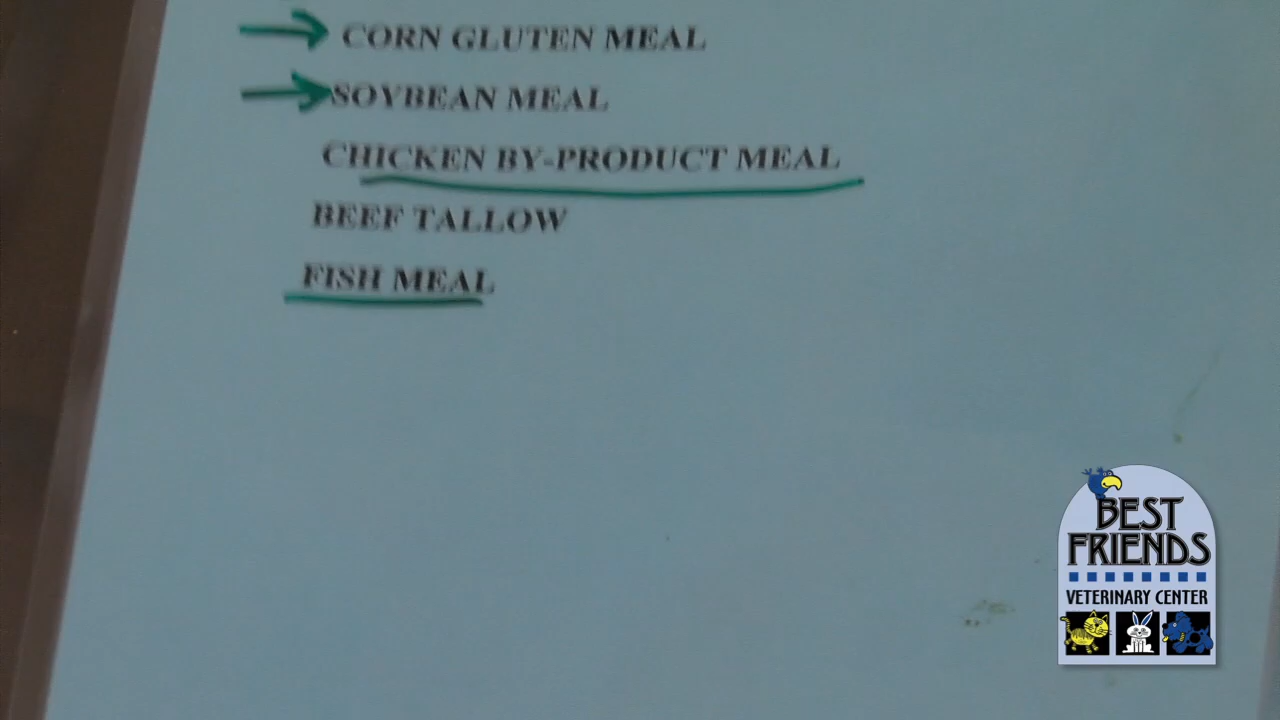 CORN GLUTEN MEAL
SOYBEAN MEAL
CHICKEN BY-PRODUCT MEAL
BEEF TALLOW
FISH MEAL
BEST
FRIENDS
VETERINARY CENTER